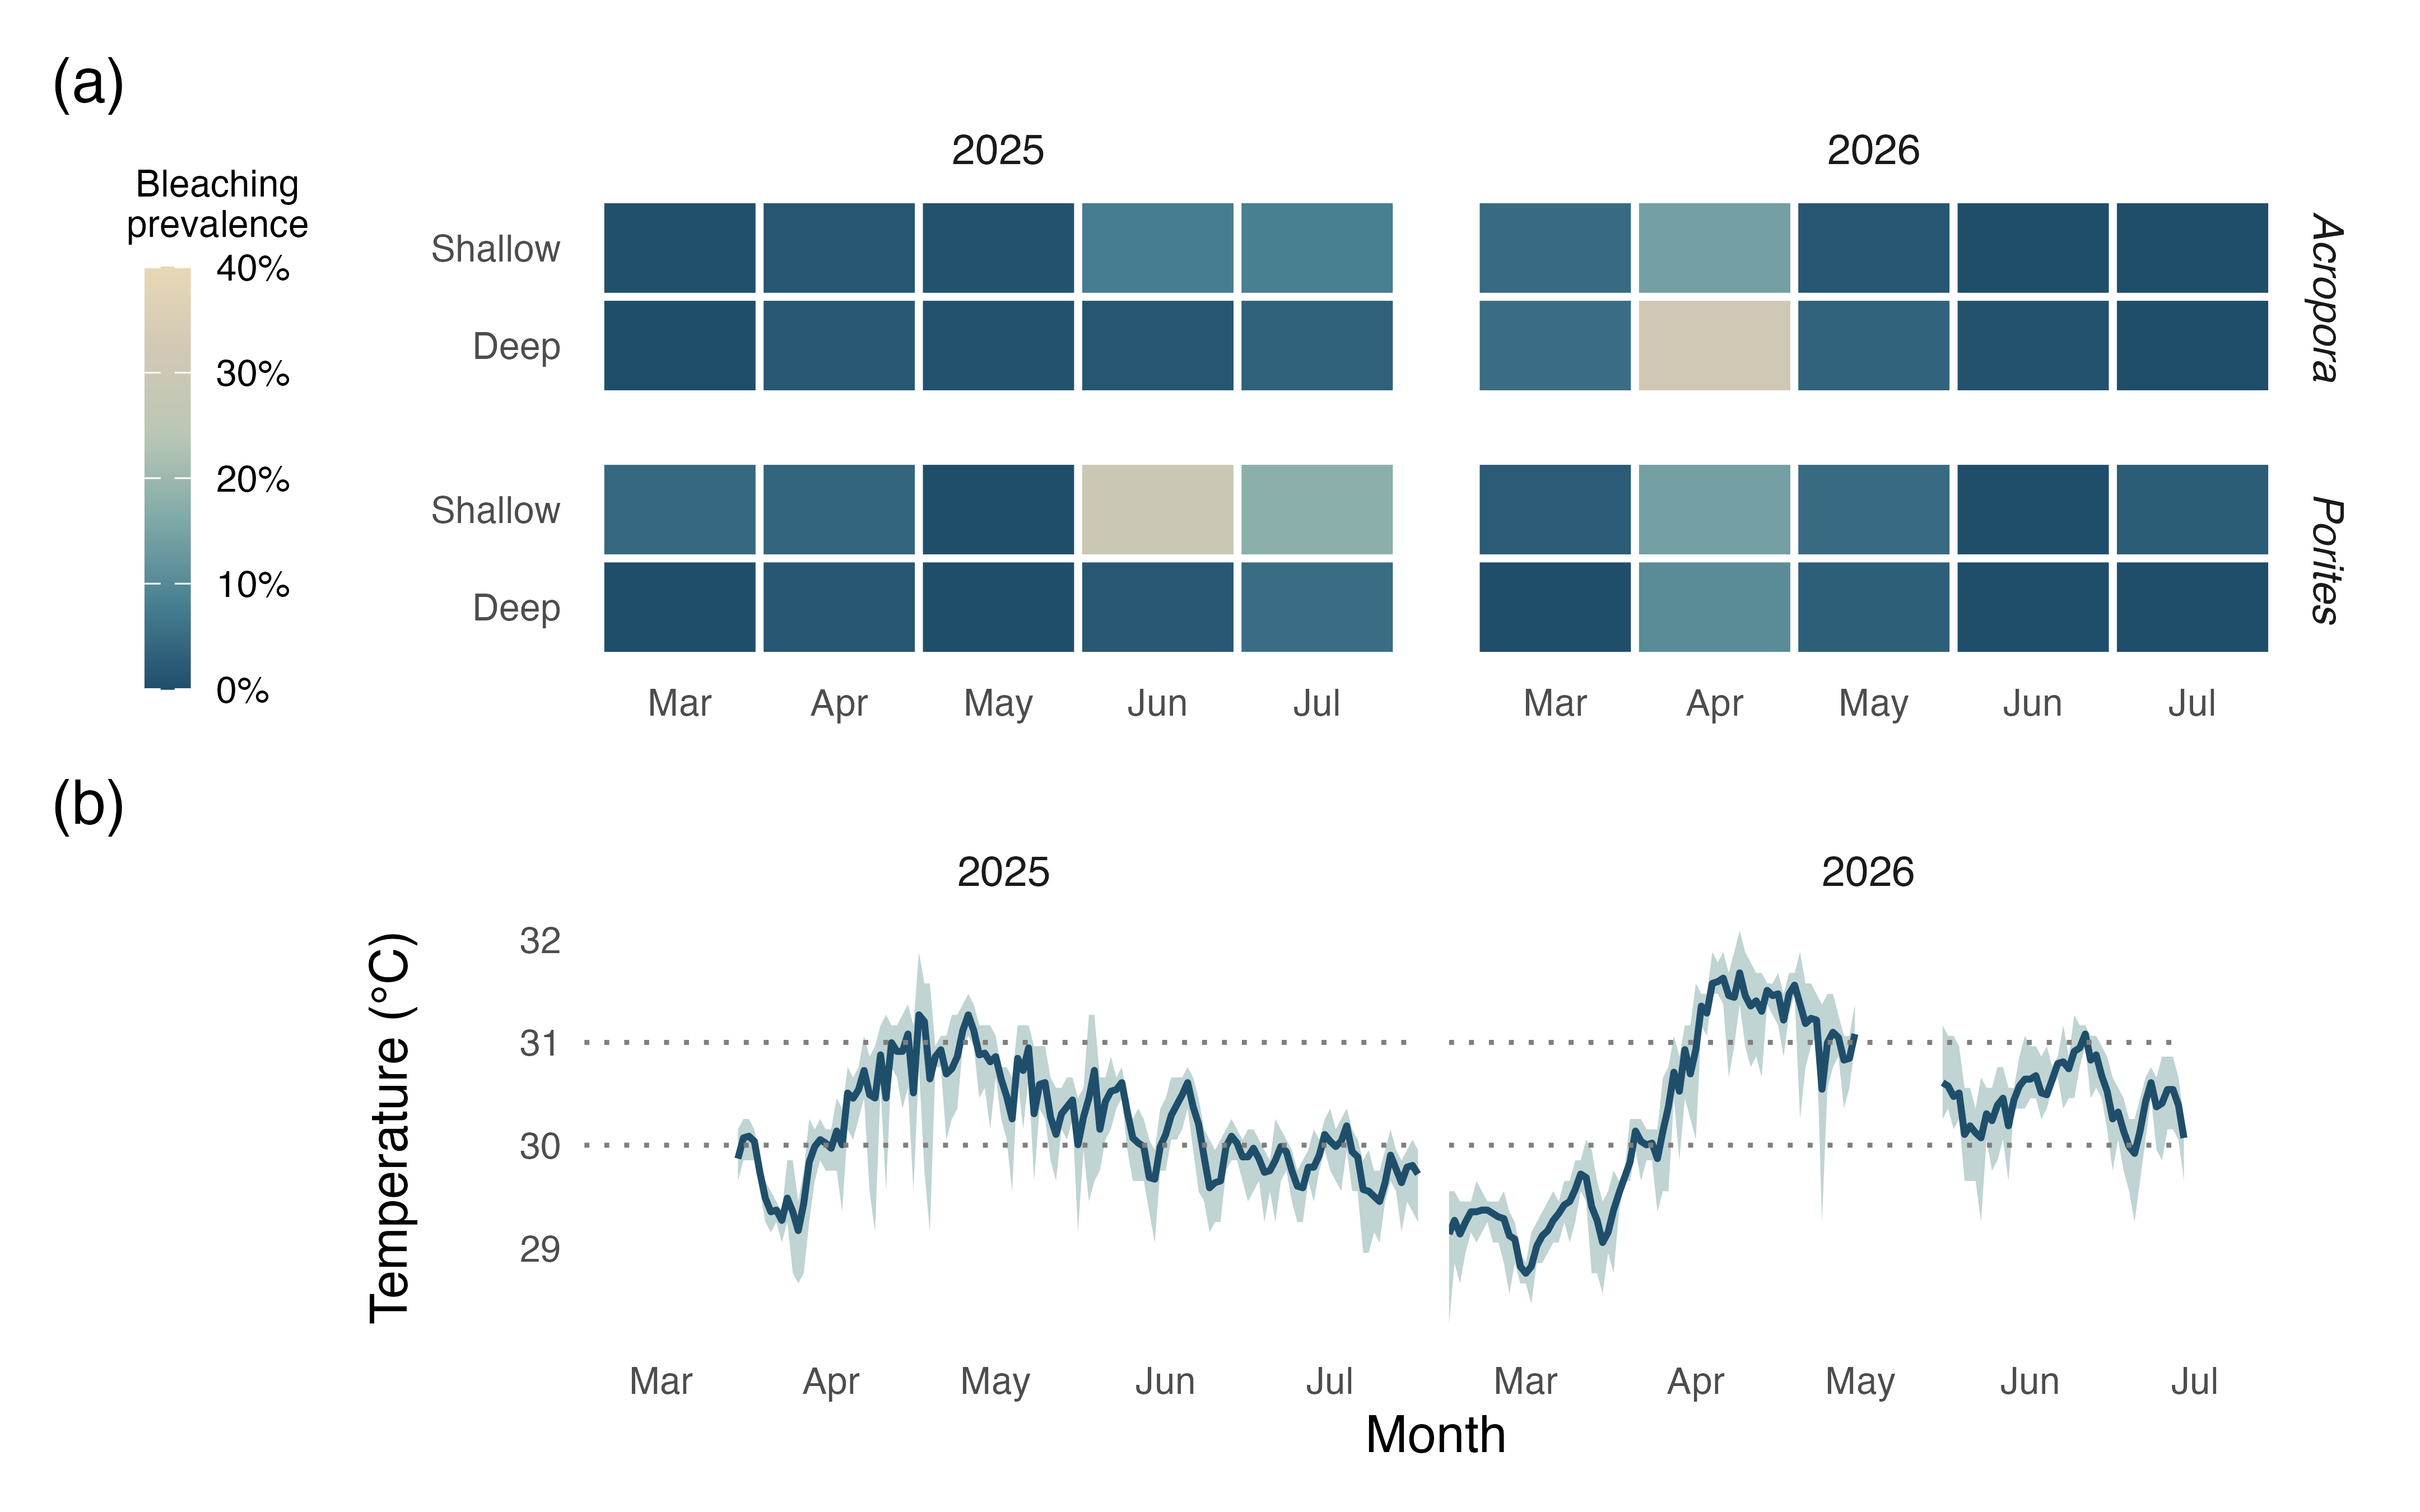 (a)
2025
2026
Bleaching
prevalence
40%
30%
20%
10%
0%
Shallow
Deep
Acropora
Shallow
Deep
Porites
Mar Apr May Jun Jul
Mar Apr May Jun Jul
(b)
2025
2026
Temperature (°C)
32
31
30
29
Mar Apr May Jun Jul
Mar Apr May Jun Jul
Month